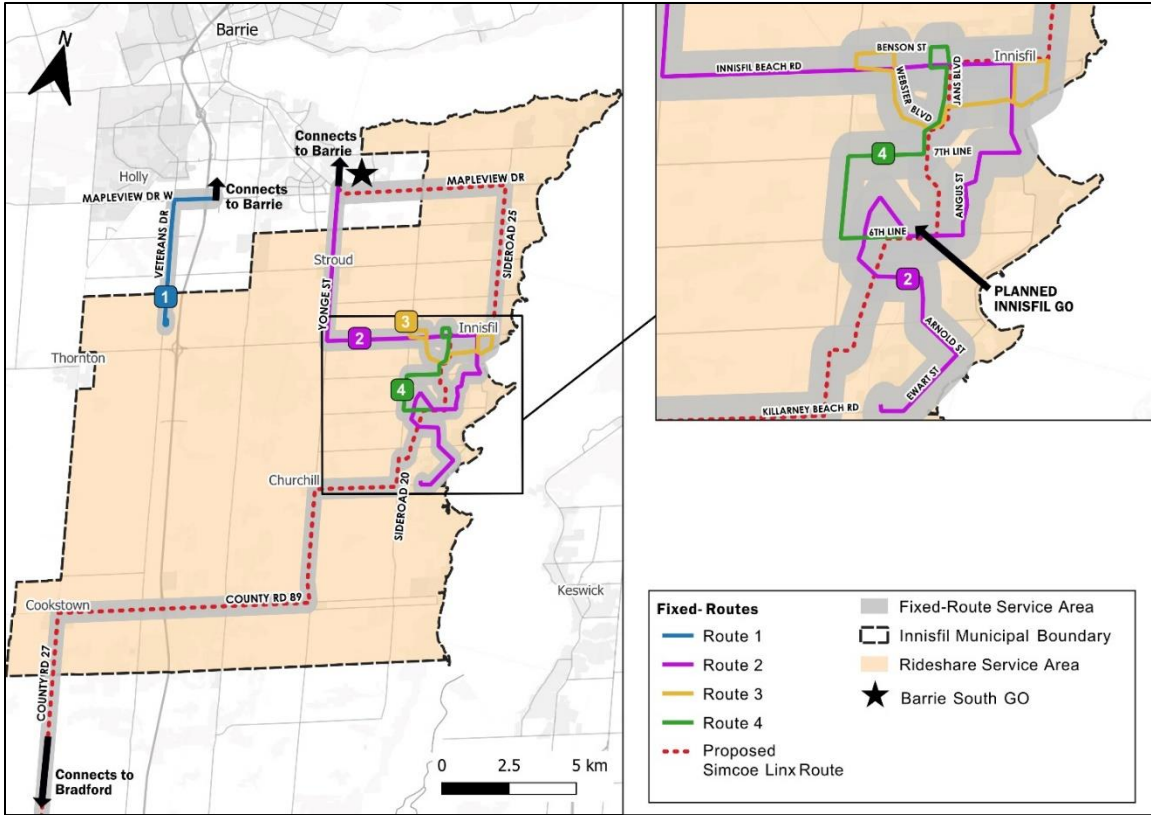 N
Barrie
Connects
to Barrie
Holly
MAPLEVIEW DR W
Connects
to Barrie
MAPLEVIEW DR
VETERANS DR
SIDEROAD 25
Stroud
YONGE ST
1
3
Innisfil
2
Thornton
4
Churchill
SIDEROAD 20
Cookstown
COUNTY RD 89
Keswick
COUNTY RD 27
Connects to
Bradford
0 2.5 5 km
BENSON ST
Innisfil
INNISFIL BEACH RD
WEBSTER BLVD
JANS BLVD
4
7TH LINE
ANGUS ST
6TH LINE
2
PLANNED
INNISFIL GO
ARNOLD ST
EWART ST
KILLARNEY BEACH RD
Fixed-Routes
Route 1
Route 2
Route 3
Route 4
Proposed
Simcoe Linx Route
Fixed-Route Service Area
Innisfil Municipal Boundary
Rideshare Service Area
Barrie South GO